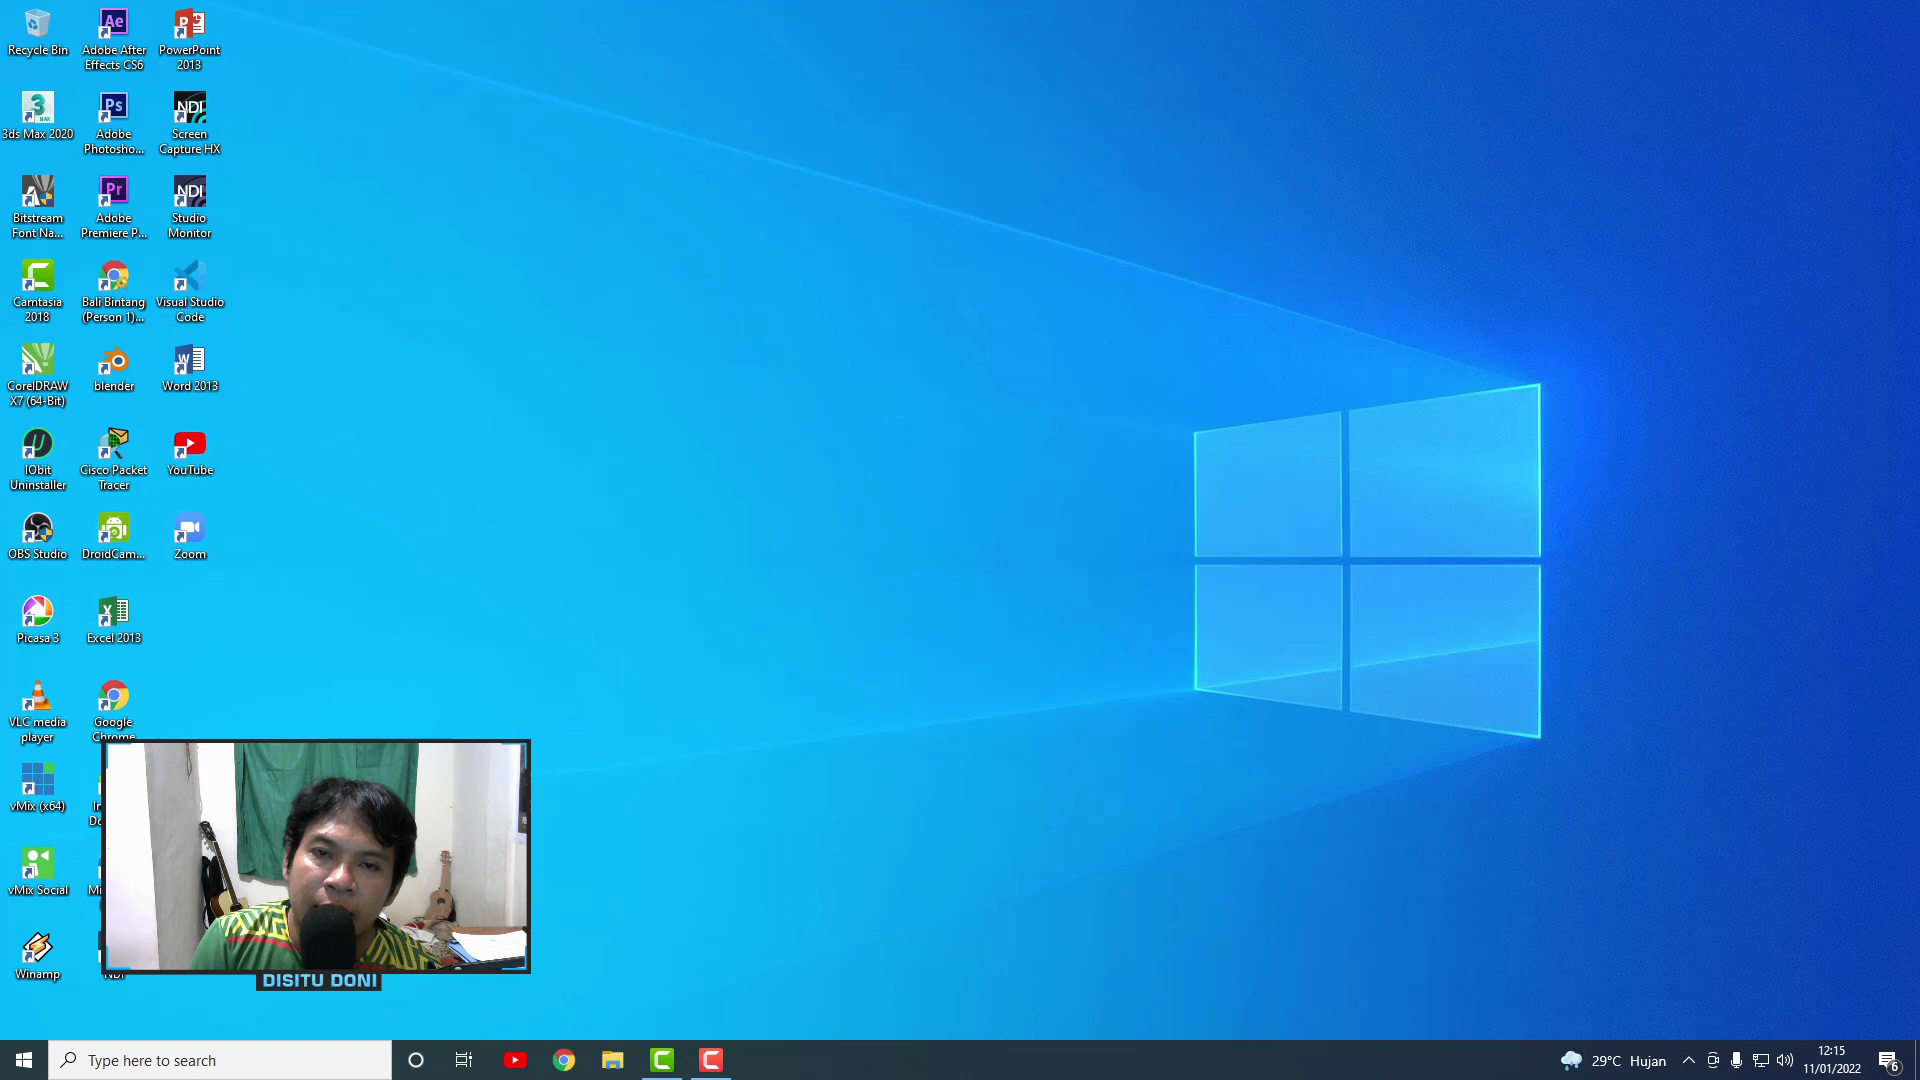 Recycle Bin
Adobe After
Effects CS6
PowerPoint
2013
3ds Max 2020
Adobe
Photosho...
Screen
Capture HX
Bitstream
Font Na...
Adobe
Premiere P...
Studio
Monitor
Camtasia
2018
Bali Bintang
(Person 1)...
Visual Studio
Code
CorelDRAW
X7 (64-Bit)
blender
Word 2013
IObit
Uninstaller
Cisco Packet
Tracer
YouTube
OBS Studio
DroidCam...
Zoom
Picasa 3
Excel 2013
VLC media
player
Google
Chrome
vMix (x64)
vMix Social
Winamp
NDI
DISITU DONI
Type here to search
29°C Hujan
12:15
11/01/2022
6